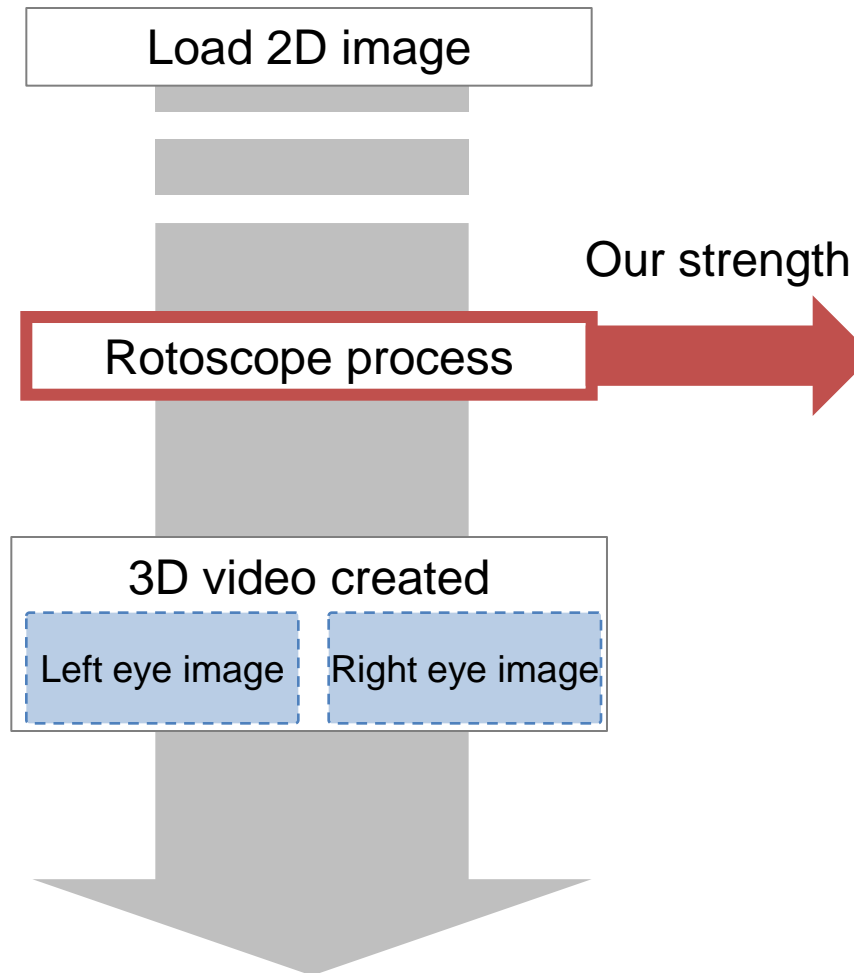 Load 2D image
Our strength
Rotoscope process
3D video created
Left eye image
Right eye image